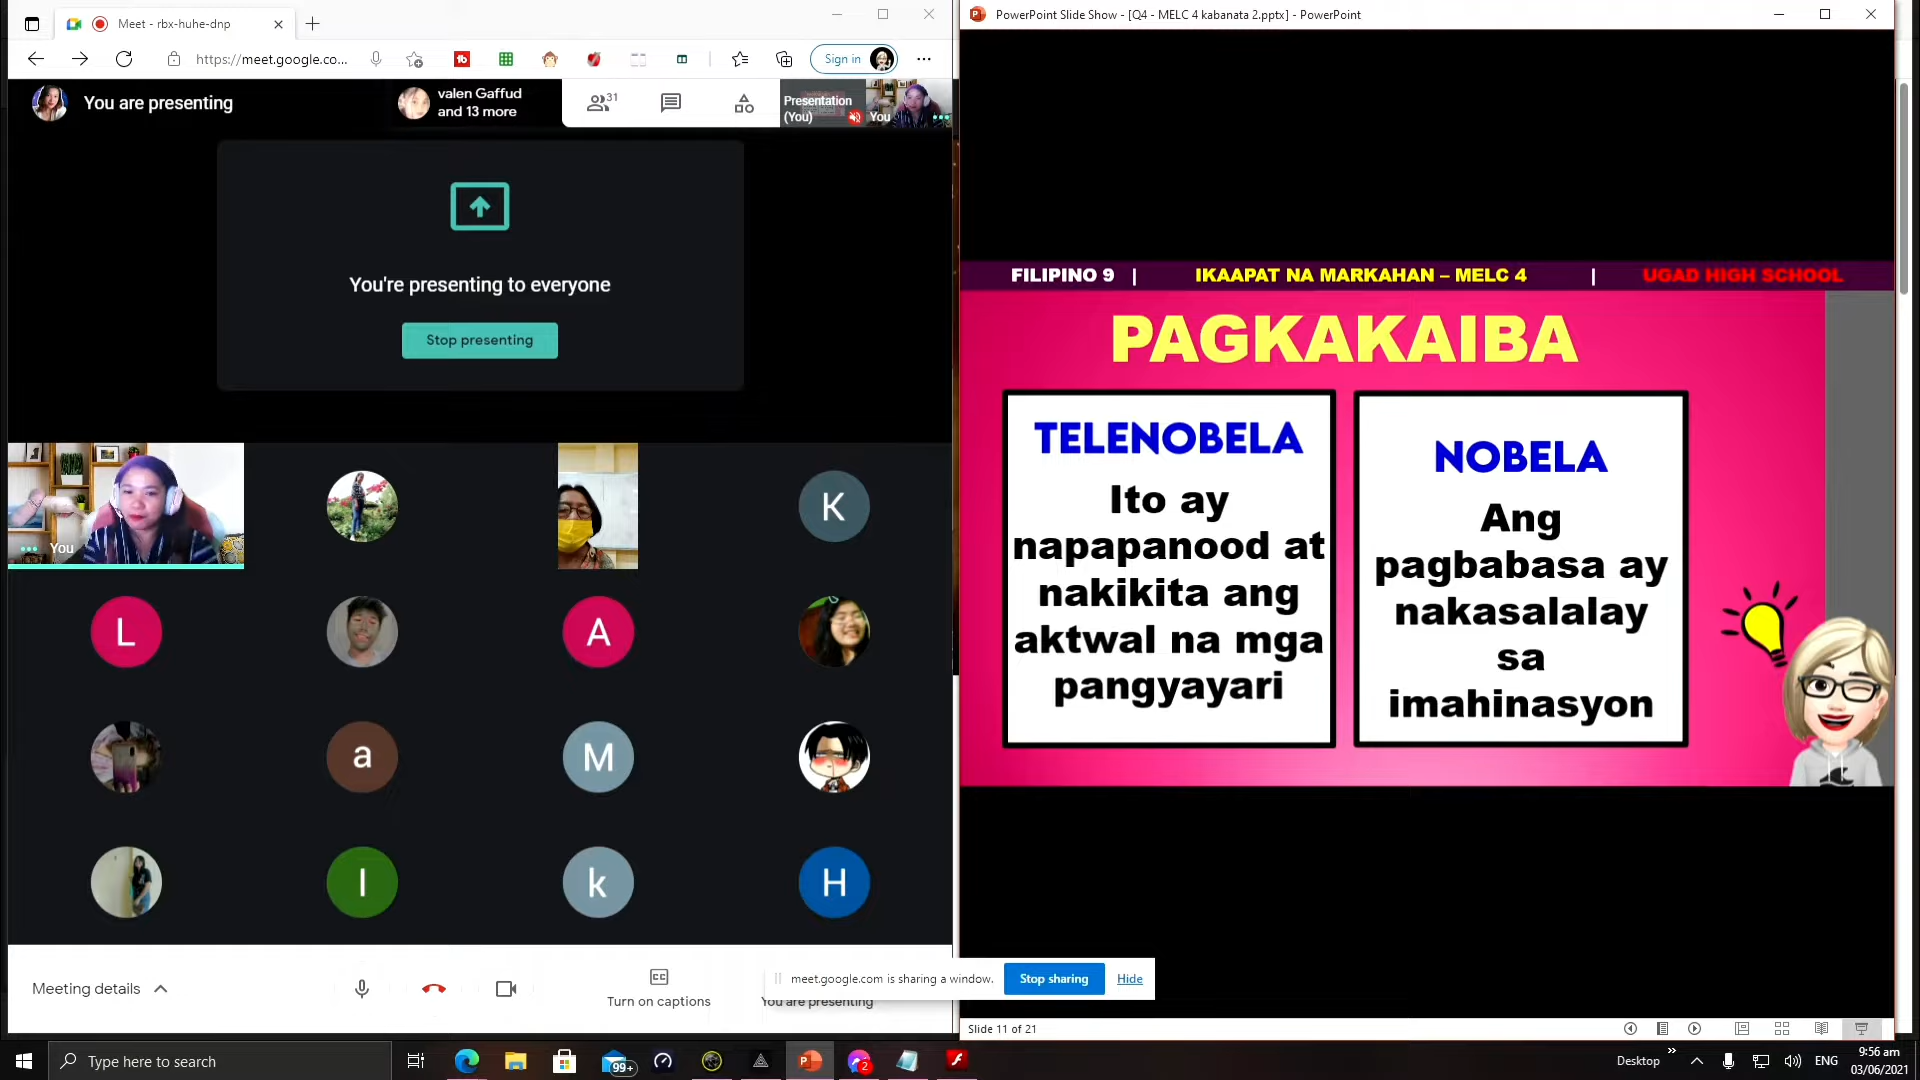 Meet - rbx-huhe-dnp
https://meet.google.co...
Sign in
You are presenting
valen Gaffud
and 13 more
31
Presentation
(You)
You
You're presenting to everyone
Stop presenting
You
K
L
A
a
M
l
k
H
Meeting details
Turn on captions
You are presenting
meet.google.com is sharing a window.
Stop sharing
Hide
PowerPoint Slide Show - [Q4 - MELC 4 kabanata 2.pptx] - PowerPoint
FILIPINO 9 | IKAAPAT NA MARKAHAN – MELC 4 | UGAD HIGH SCHOOL
PAGKAKAIBA
TELENOBELA
Ito ay
napapanood at
nakikita ang
aktwal na mga
pangyayari
NOBELA
Ang
pagbabasa ay
nakasalalay
sa
imahinasyon
Slide 11 of 21
Type here to search
99+
2
Desktop
ENG
9:56 am
03/06/2021